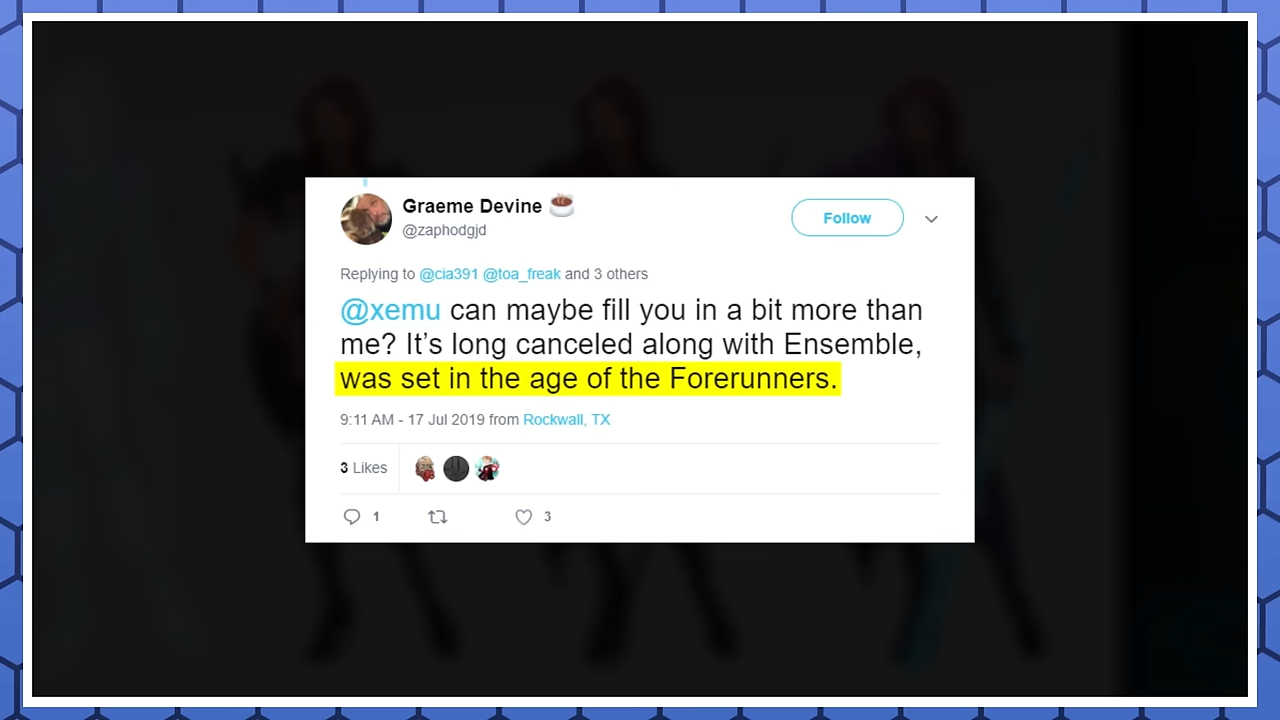 Graeme Devine ☕
@zaphodgjd
Follow
Replying to @cia391 @toa_freak and 3 others
@xemu can maybe fill you in a bit more than
me? It’s long canceled along with Ensemble,
was set in the age of the Forerunners.
9:11 AM - 17 Jul 2019 from Rockwall, TX
3 Likes
1
3